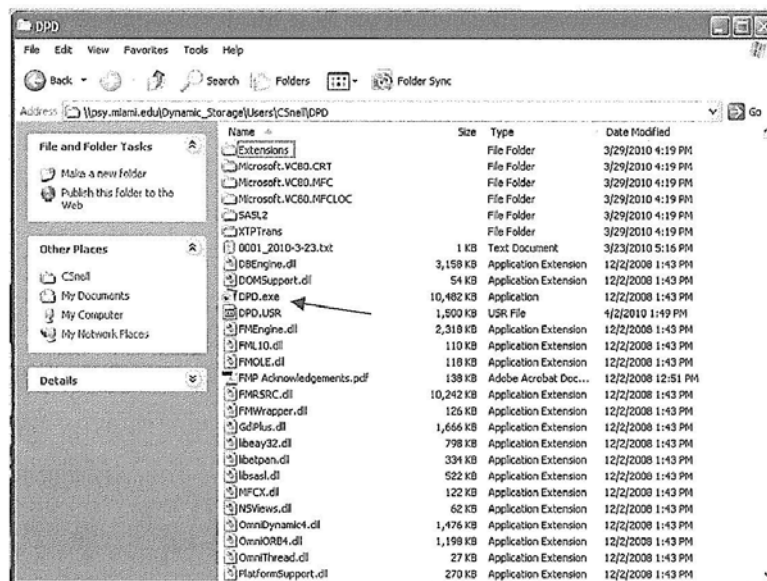 DPD
File Edit View Favorites Tools Help
Back Search Folders Folder Sync
Address \\psy.miami.edu\Dynamic_Storage\Users\CSnell\DPD Go
File and Folder Tasks
Make a new folder
Publish this folder to the Web
Other Places
CSnell
My Documents
My Computer
My Network Places
Details
Name Size Type Date Modified
Extensions File Folder 3/29/2010 4:19 PM
Microsoft.VC80.CRT File Folder 3/29/2010 4:19 PM
Microsoft.VC80.MFC File Folder 3/29/2010 4:19 PM
Microsoft.VC80.MFCLOC File Folder 3/29/2010 4:19 PM
SASL2 File Folder 3/29/2010 4:19 PM
XTPTrans File Folder 3/29/2010 4:19 PM
0001_2010-3-23.txt 1 KB Text Document 3/23/2010 5:16 PM
DBEngine.dll 3,158 KB Application Extension 12/2/2008 1:43 PM
DOMSupport.dll 54 KB Application Extension 12/2/2008 1:43 PM
DPD.exe 10,482 KB Application 12/2/2008 1:43 PM
DPD.USR 1,500 KB USR File 4/2/2010 1:49 PM
FMEngine.dll 2,318 KB Application Extension 12/2/2008 1:43 PM
FML10.dll 110 KB Application Extension 12/2/2008 1:43 PM
FMOLE.dll 118 KB Application Extension 12/2/2008 1:43 PM
FMP Acknowledgements.pdf 138 KB Adobe Acrobat Doc... 12/2/2008 12:51 PM
FMRSRC.dll 10,242 KB Application Extension 12/2/2008 1:43 PM
FMWrapper.dll 126 KB Application Extension 12/2/2008 1:43 PM
GdiPlus.dll 1,666 KB Application Extension 12/2/2008 1:43 PM
libeay32.dll 798 KB Application Extension 12/2/2008 1:43 PM
libetpan.dll 334 KB Application Extension 12/2/2008 1:43 PM
libsasl.dll 522 KB Application Extension 12/2/2008 1:43 PM
MFCX.dll 122 KB Application Extension 12/2/2008 1:43 PM
NSViews.dll 62 KB Application Extension 12/2/2008 1:43 PM
OmniDynamic4.dll 1,476 KB Application Extension 12/2/2008 1:43 PM
OmniORB4.dll 1,198 KB Application Extension 12/2/2008 1:43 PM
OmniThread.dll 27 KB Application Extension 12/2/2008 1:43 PM
PlatformSupport.dll 270 KB Application Extension 12/2/2008 1:43 PM